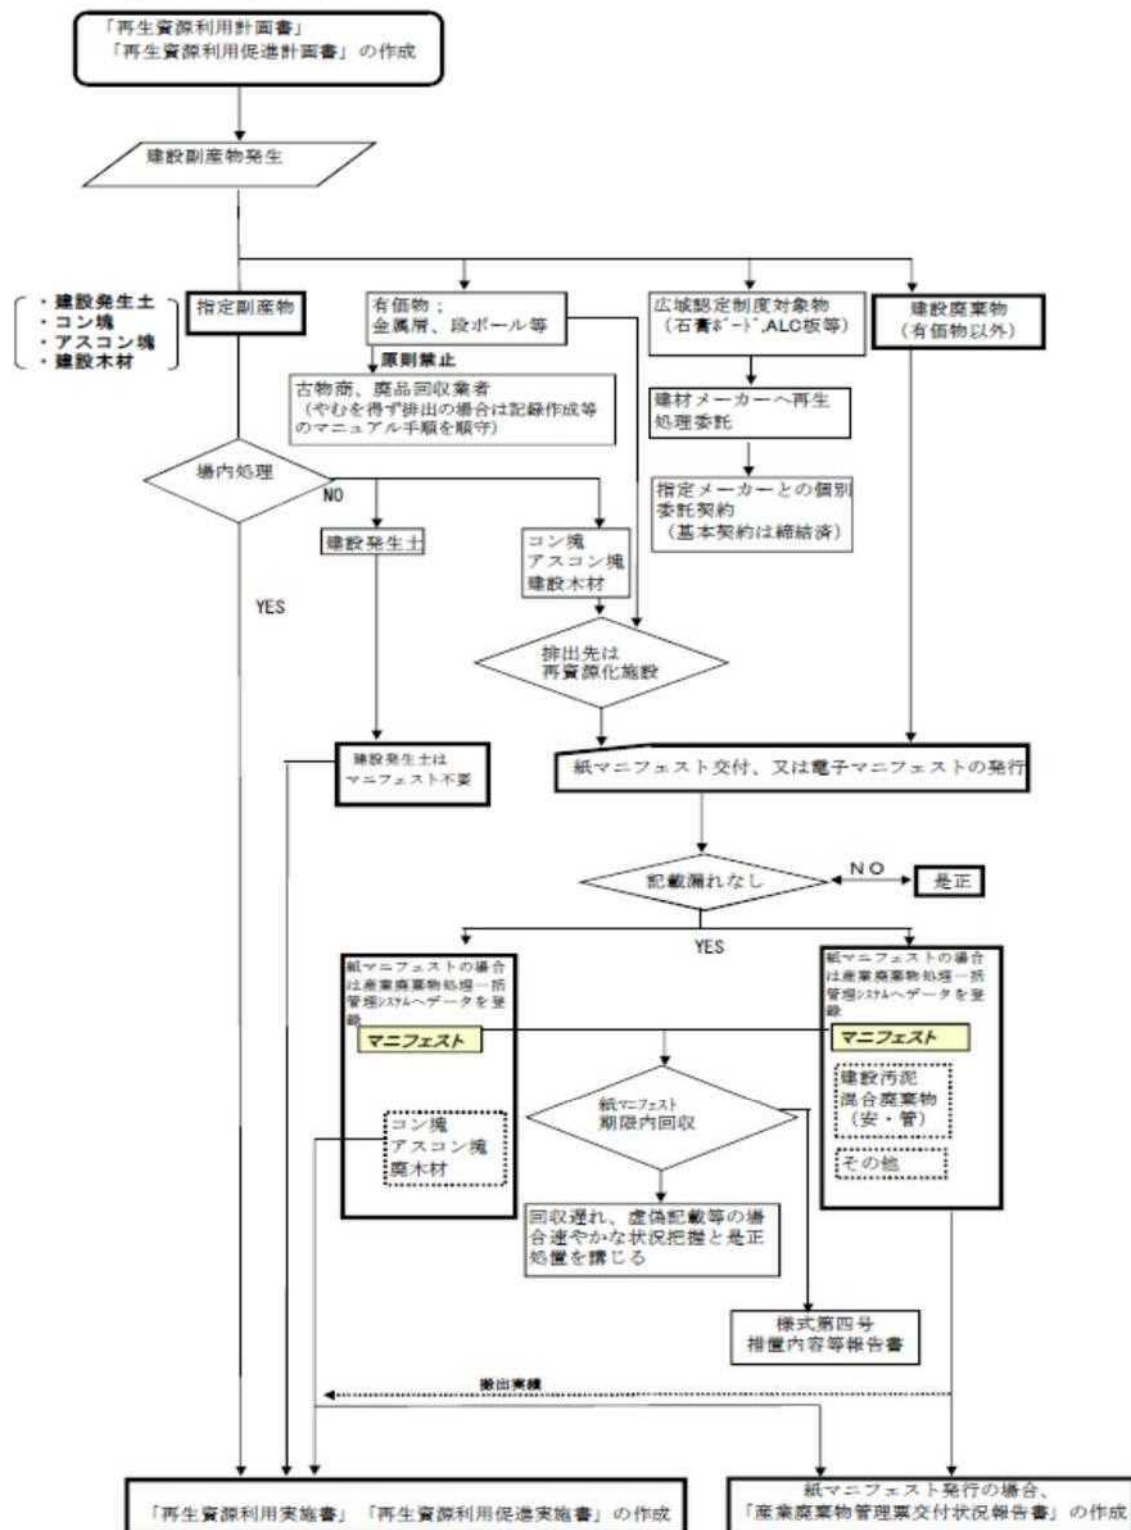 「再生資源利用計画書」
「再生資源利用促進計画書」の作成
建設副産物発生
・建設発生土
・コン塊
・アスコン塊
・建設木材
指定副産物
有価物；
金属屑、段ボール等
広域認定制度対象物
（石膏ﾎﾞｰﾄﾞ,ALC板等）
建設廃棄物
（有価物以外）
原則禁止
古物商、廃品回収業者
（やむを得ず排出の場合は記録作成等
のマニュアル手順を順守）
建材メーカーへ再生
処理委託
場内処理
NO
指定メーカーとの個別
委託契約
（基本契約は締結済）
建設発生土
コン塊
アスコン塊
建設木材
YES
排出先は
再資源化施設
建設発生土は
マニフェスト不要
紙マニフェスト交付、又は電子マニフェストの発行
記載漏れなし
NO
是正
YES
紙マニフェストの場合
は産業廃棄物処理一括
管理ｼｽﾃﾑへデータを登
録
マニフェスト
コン塊
アスコン塊
廃木材
紙マニフェストの場合
は産業廃棄物処理一括
管理ｼｽﾃﾑへデータを登
録
マニフェスト
建設汚泥
混合廃棄物
（安・管）
その他
紙ﾏﾆﾌｪｽﾄ
期限内回収
回収遅れ、虚偽記載等の場
合速やかな状況把握と是正
処置を講じる
様式第四号
措置内容等報告書
搬出実績
「再生資源利用実施書」「再生資源利用促進実施書」の作成
紙マニフェスト発行の場合、
「産業廃棄物管理票交付状況報告書」の作成